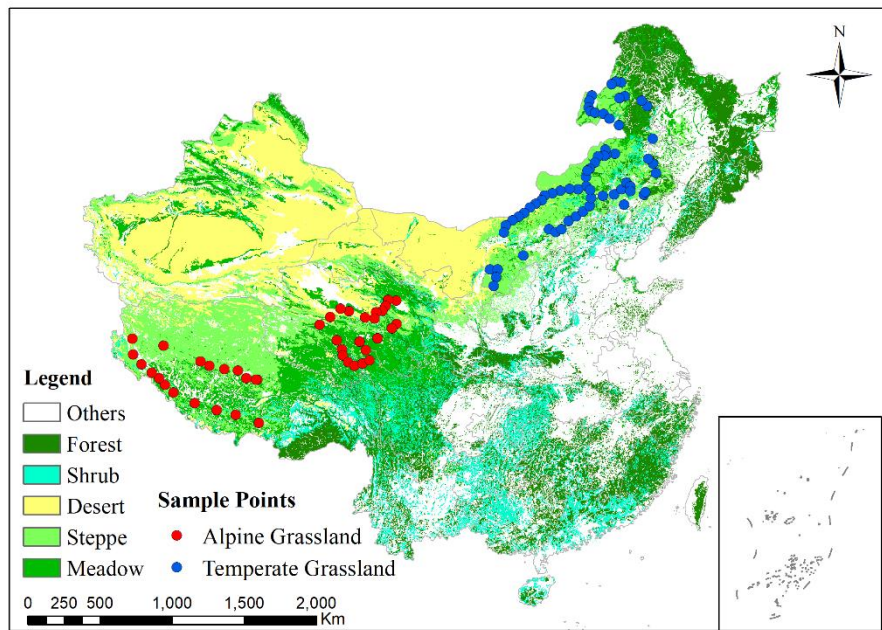 N
Legend
Others
Forest
Shrub
Desert
Steppe
Meadow
Sample Points
Alpine Grassland
Temperate Grassland
0 250 500 1,000 1,500 2,000
Km